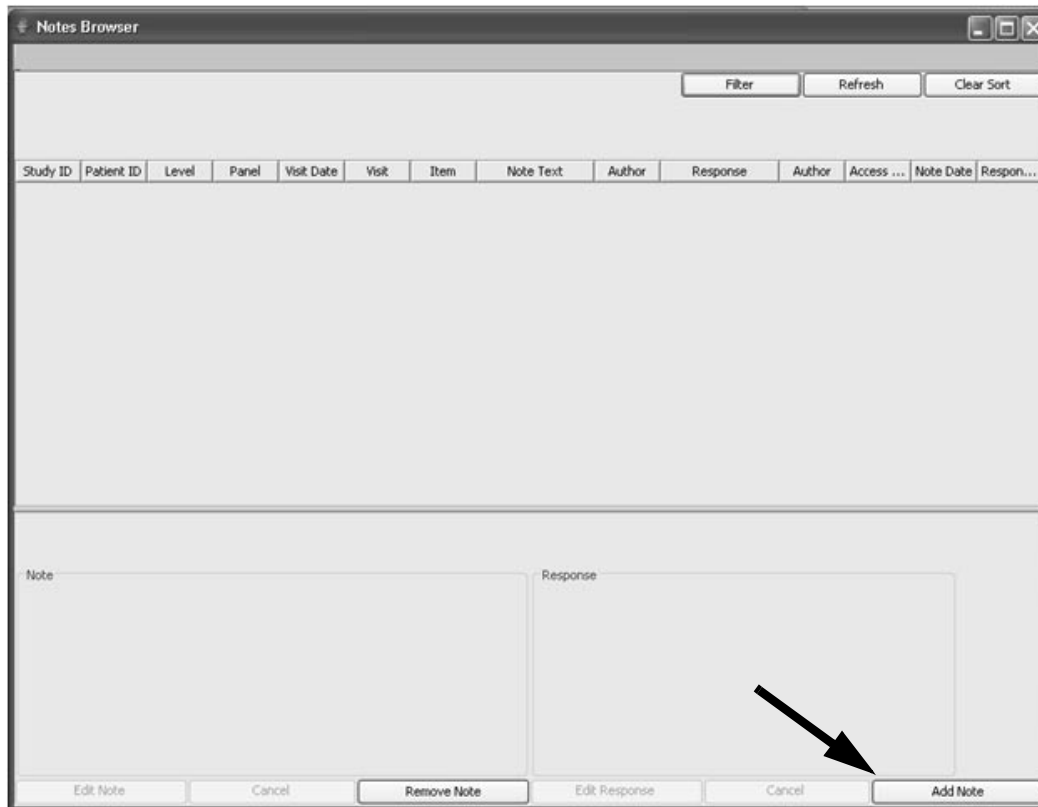 Notes Browser
Filter Refresh Clear Sort
Study ID Patient ID Level Panel Visit Date Visit Item Note Text Author Response Author Access ... Note Date Respon...
Note Response
Edit Note Cancel Remove Note Edit Response Cancel Add Note